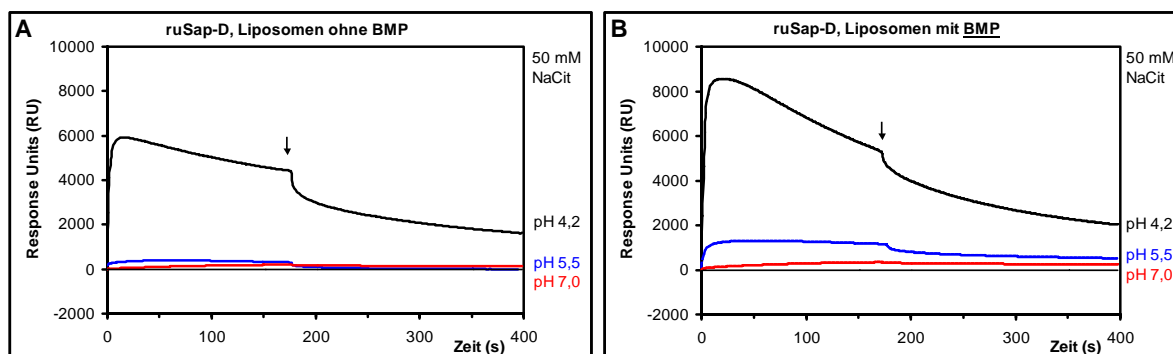 A
ruSap-D, Liposomen ohne BMP
10000
8000
6000
4000
2000
0
-2000
Response Units (RU)
0
100
200
300
400
Zeit (s)
50 mM
NaCit
pH 4,2
pH 5,5
pH 7,0
B
ruSap-D, Liposomen mit BMP
10000
8000
6000
4000
2000
0
-2000
Response Units (RU)
0
100
200
300
400
Zeit (s)
50 mM
NaCit
pH 4,2
pH 5,5
pH 7,0